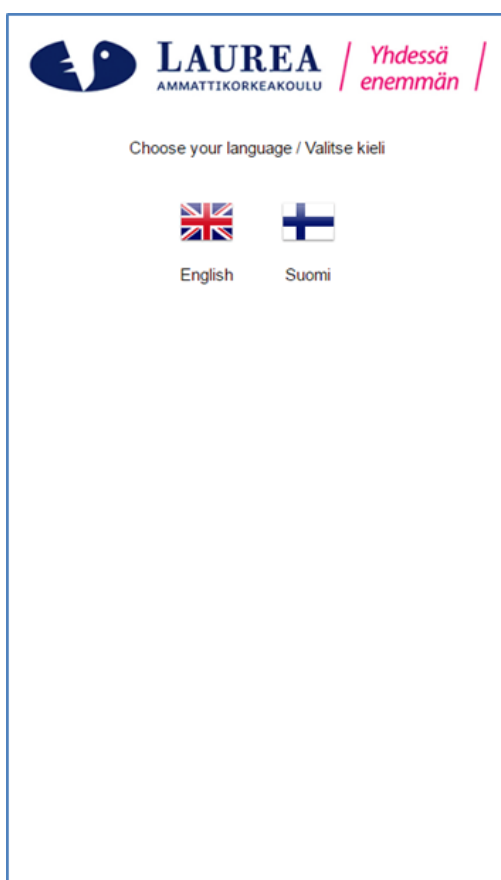 LAUREA
AMMATTIKORKEAKOULU
Yhdessä
enemmän
Choose your language / Valitse kieli
English Suomi